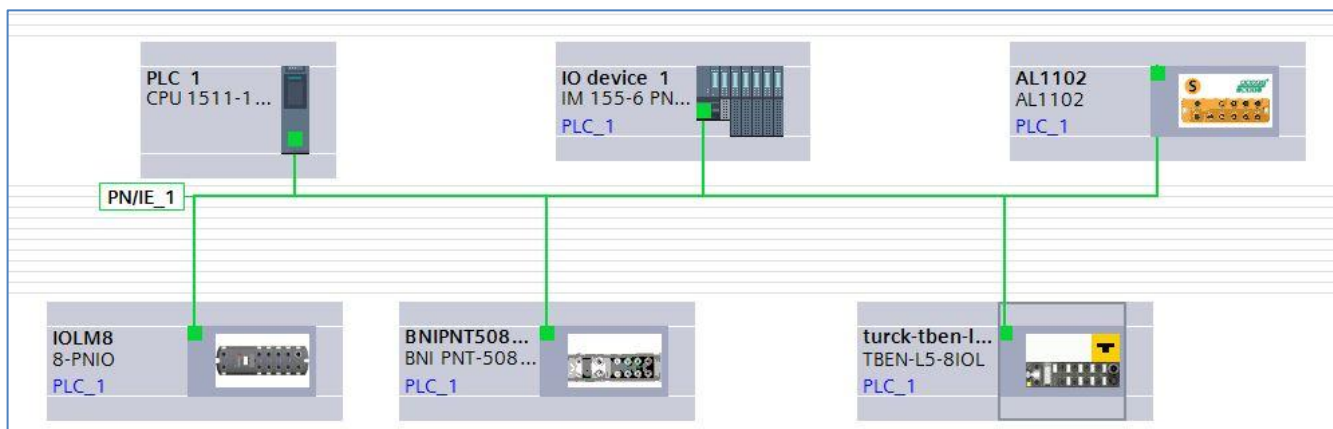 PLC_1
CPU 1511-1...
IO device_1
IM 155-6 PN...
PLC_1
AL1102
AL1102
PLC_1
S
PN/IE_1
IOLM8
8-PNIO
PLC_1
BNIPNT508...
BNI PNT-508...
PLC_1
turck-tben-l...
TBEN-L5-8IOL
PLC_1